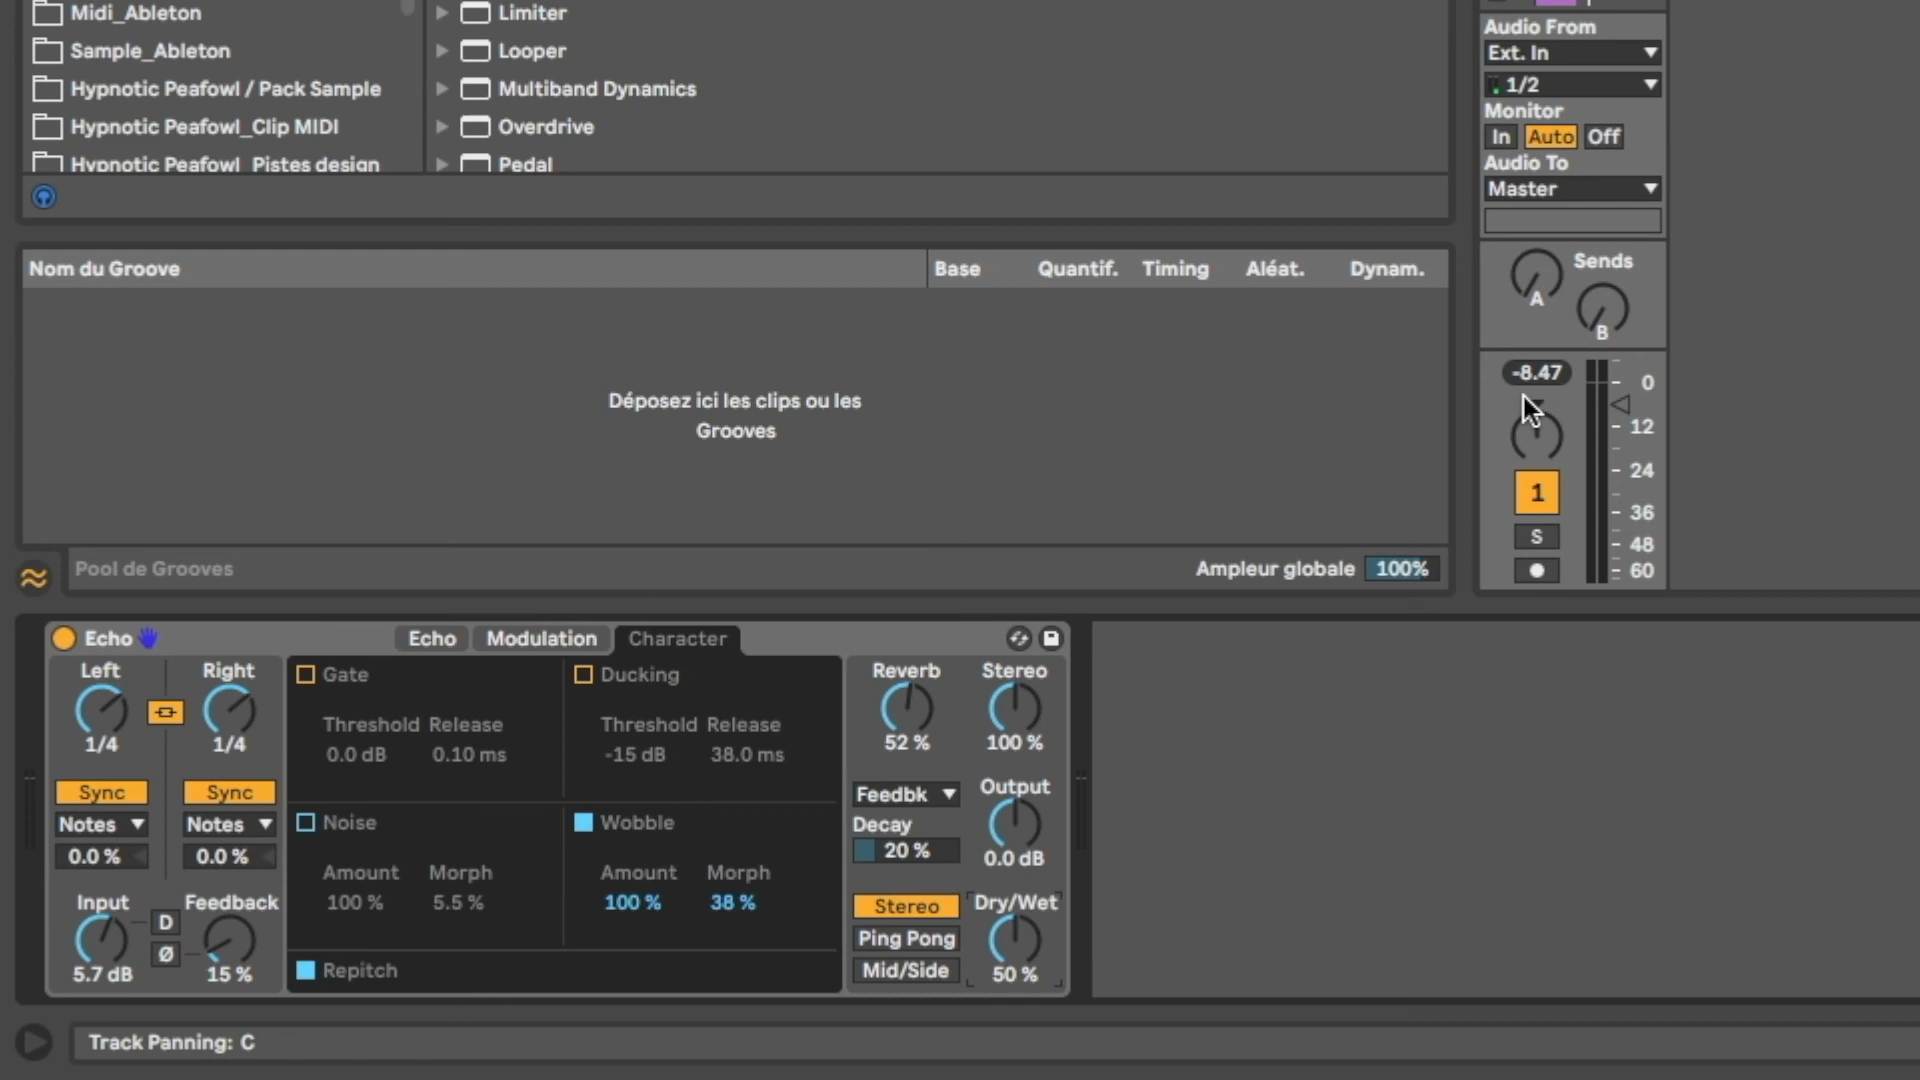 Midi_Ableton
Sample_Ableton
Hypnotic Peafowl / Pack Sample
Hypnotic Peafowl_Clip MIDI
Hypnotic Peafowl_Pistes design
Limiter
Looper
Multiband Dynamics
Overdrive
Pedal
Audio From
Ext. In
1/2
Monitor
In Auto Off
Audio To
Master
Sends
A
B
-8.47
0
12
24
36
48
60
1
S
Nom du Groove Base Quantif. Timing Aléat. Dynam.
Déposez ici les clips ou les
Grooves
Pool de Grooves Ampleur globale 100%
Echo Echo Modulation Character
Left Right
1/4 1/4
Sync Sync
Notes Notes
0.0 % 0.0 %
Input Feedback
D
Ø
5.7 dB 15 %
Gate
Threshold Release
0.0 dB 0.10 ms
Ducking
Threshold Release
-15 dB 38.0 ms
Noise
Amount Morph
100 % 5.5 %
Wobble
Amount Morph
100 % 38 %
Repitch
Reverb Stereo
52 % 100 %
Feedbk Output
Decay
20 % 0.0 dB
Stereo Dry/Wet
Ping Pong
Mid/Side 50 %
Track Panning: C